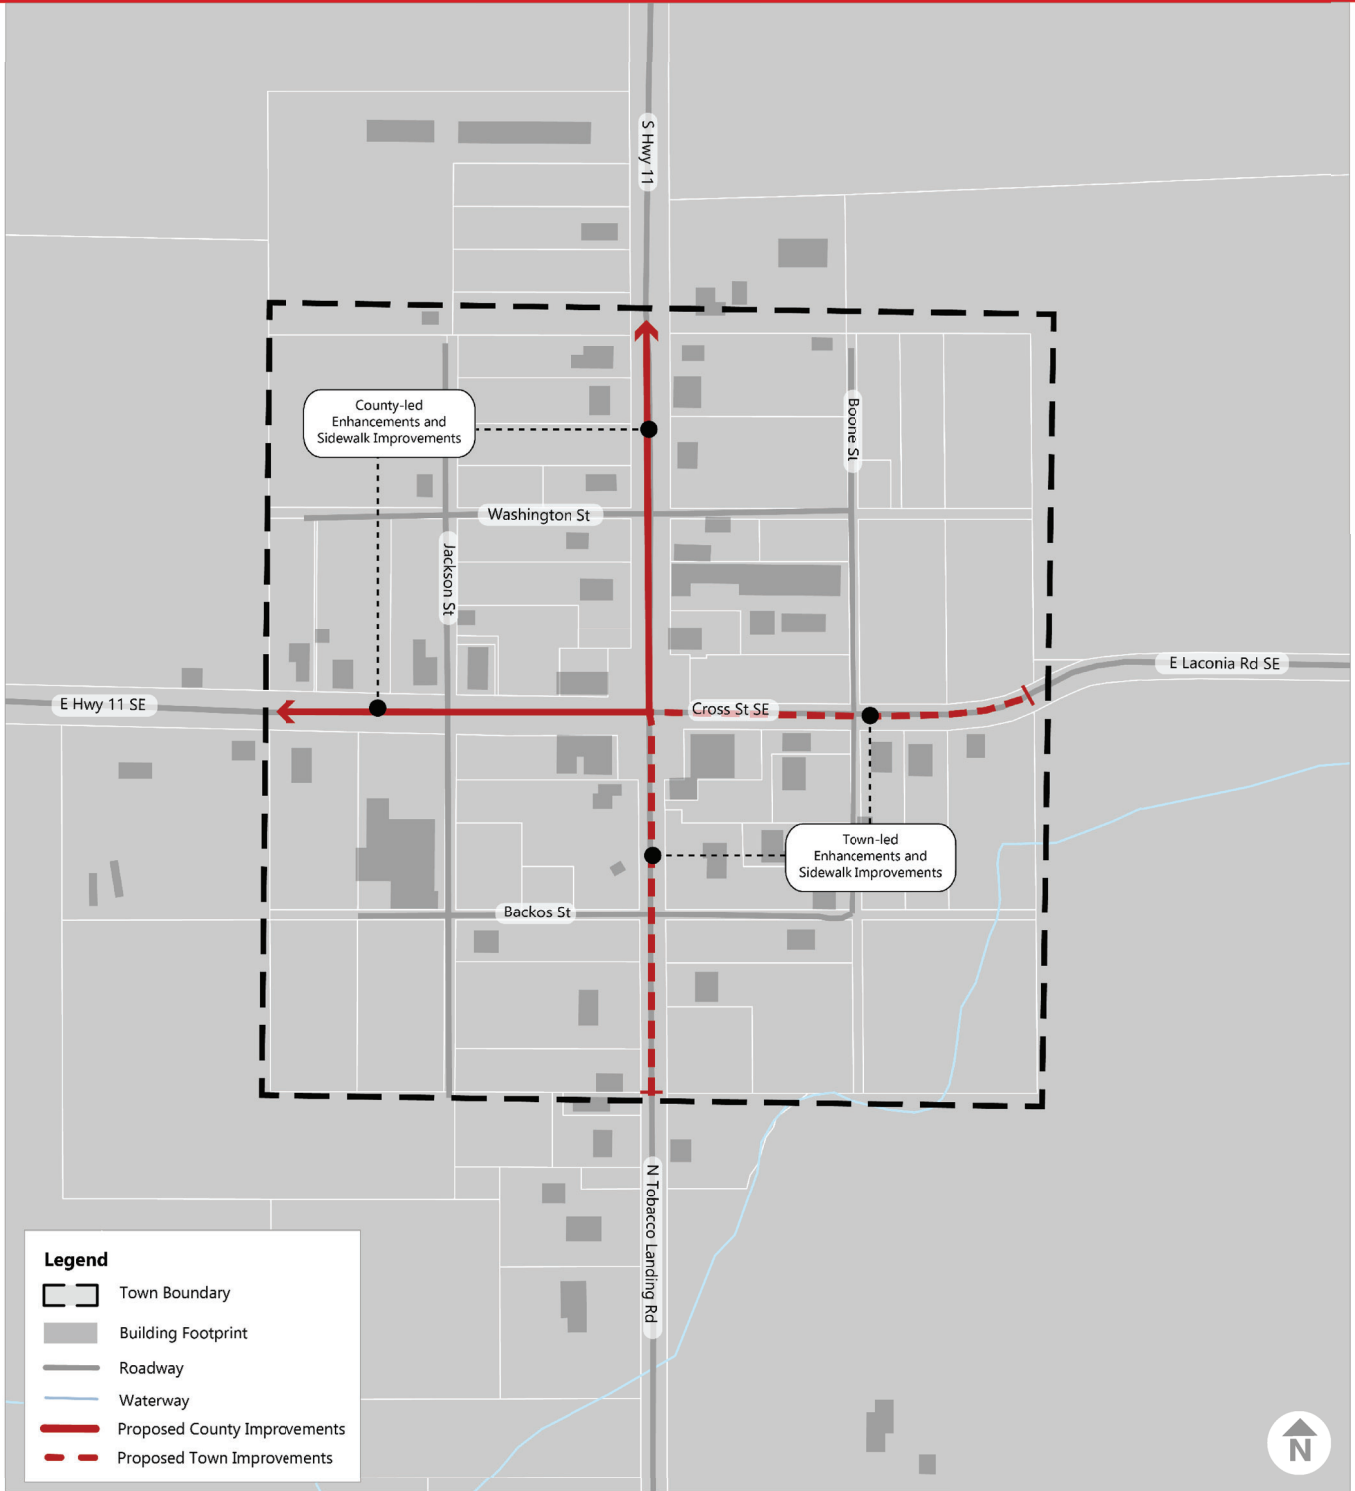 S Hwy 11
County-led
Enhancements and
Sidewalk Improvements
Boone St
Washington St
Jackson St
E Laconia Rd SE
E Hwy 11 SE
Cross St SE
Town-led
Enhancements and
Sidewalk Improvements
Backos St
N Tobacco Landing Rd
Legend
Town Boundary
Building Footprint
Roadway
Waterway
Proposed County Improvements
Proposed Town Improvements
N